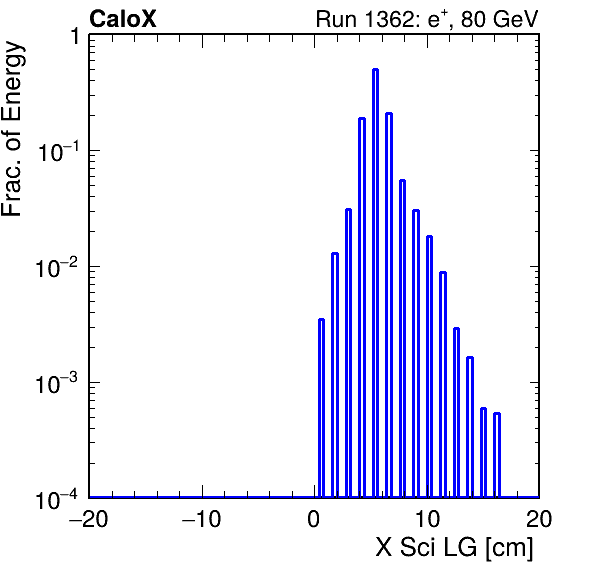 CaloX Run 1362: e⁺, 80 GeV
Frac. of Energy
1
10⁻¹
10⁻²
10⁻³
10⁻⁴
−20 −10 0 10 20
X Sci LG [cm]